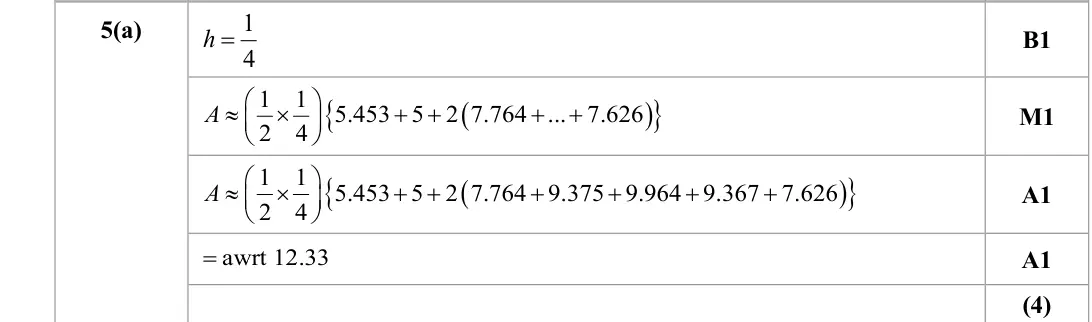 5(a) h = 1/4 B1
A ≈ (1/2 × 1/4){5.453 + 5 + 2(7.764 + ... + 7.626)} M1
A ≈ (1/2 × 1/4){5.453 + 5 + 2(7.764 + 9.375 + 9.964 + 9.367 + 7.626)} A1
= awrt 12.33 A1
(4)